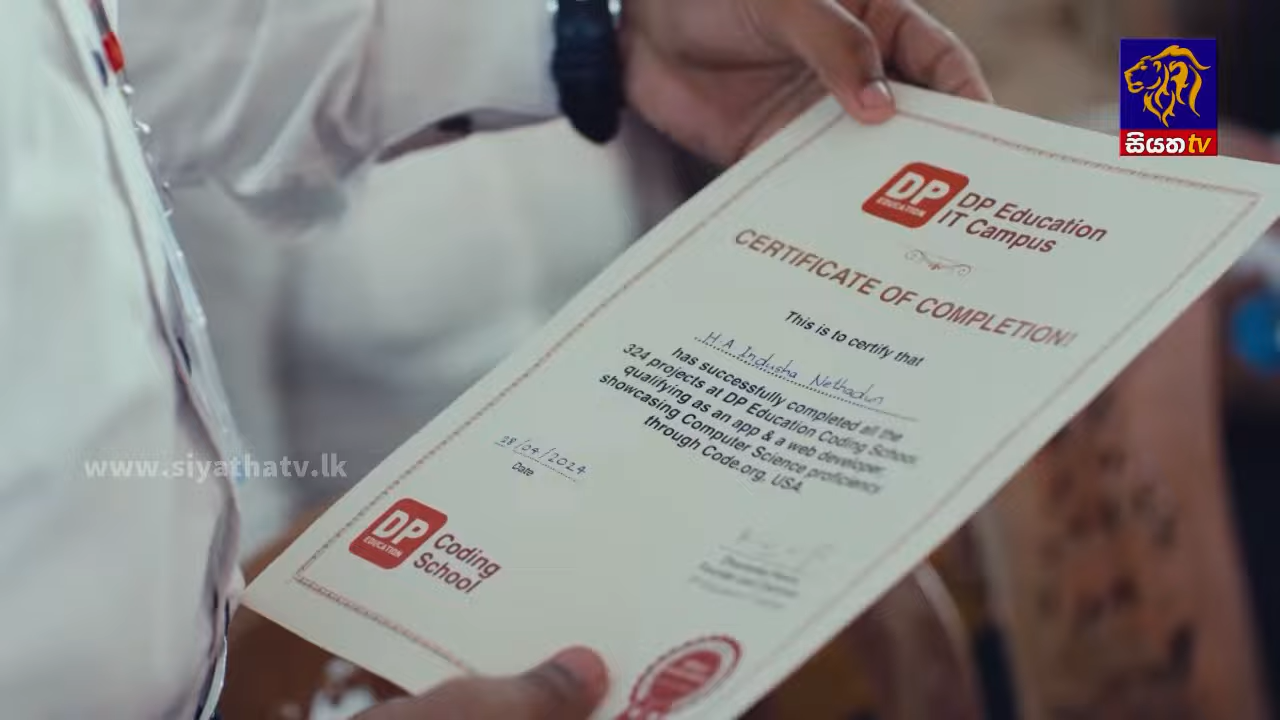 සියත tv
DP
EDUCATION
DP Education
IT Campus
CERTIFICATE OF COMPLETION!
This is to certify that
H.A Indusha Nethadun
has successfully completed all the
324 projects at DP Education Coding School,
qualifying as an app & a web developer,
showcasing Computer Science proficiency
through Code.org, USA.
28/04/2024
Date
www.siyathatv.lk
DP
EDUCATION
Coding
School